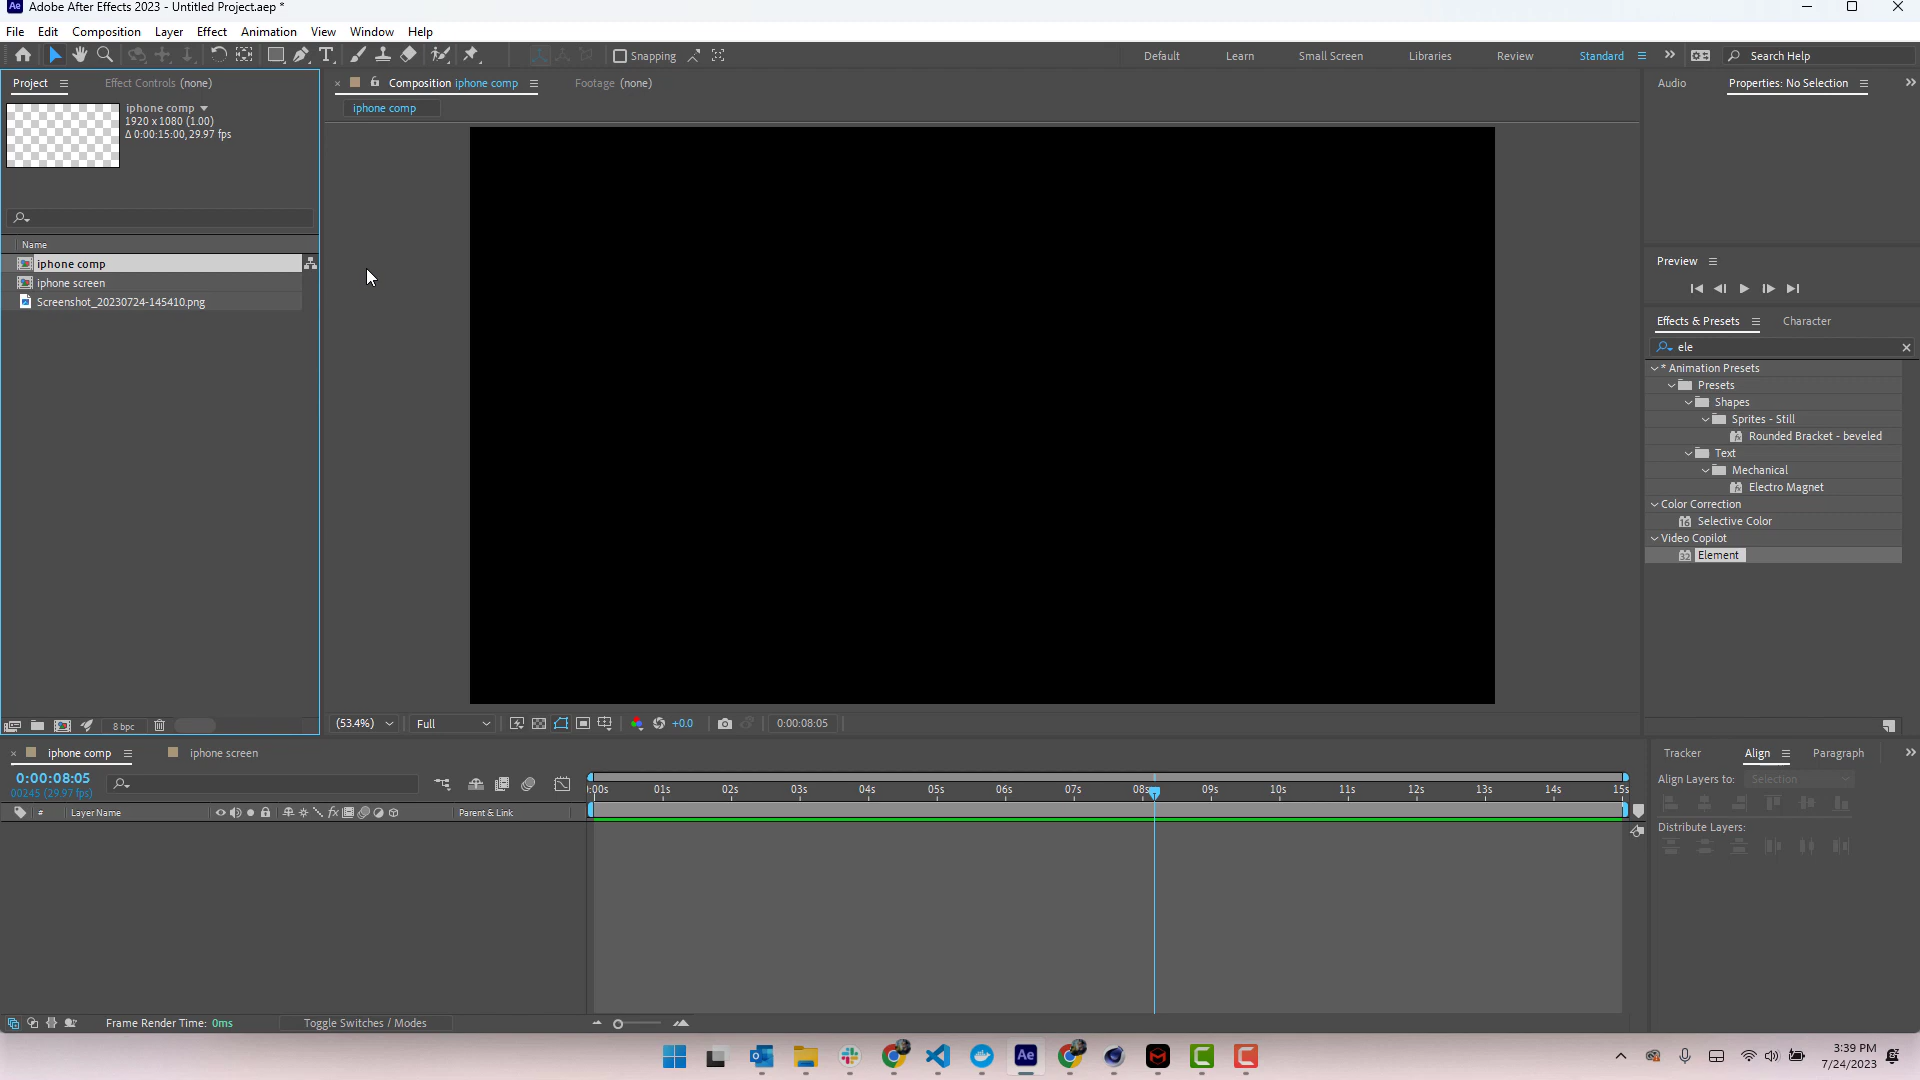 Ae Adobe After Effects 2023 - Untitled Project.aep *
File Edit Composition Layer Effect Animation View Window Help
Snapping
Default Learn Small Screen Libraries Review Standard
Search Help
Project Effect Controls (none)
Composition iphone comp Footage (none)
Audio Properties: No Selection
iphone comp
1920 x 1080 (1.00)
Δ 0:00:15:00, 29.97 fps
iphone comp
Name
iphone comp
iphone screen
Screenshot_20230724-145410.png
Preview
Effects & Presets Character
ele
* Animation Presets
Presets
Shapes
Sprites - Still
Rounded Bracket - beveled
Text
Mechanical
Electro Magnet
Color Correction
16 Selective Color
Video Copilot
32 Element
8 bpc
(53.4%) Full +0.0 0:00:08:05
iphone comp iphone screen
0:00:08:05
00245 (29.97 fps)
# Layer Name fx Parent & Link
:00s 01s 02s 03s 04s 05s 06s 07s 08s 09s 10s 11s 12s 13s 14s 15s
Tracker Align Paragraph
Align Layers to: Selection
Distribute Layers:
Frame Render Time: 0ms Toggle Switches / Modes
Ae
C
C
3:39 PM
7/24/2023